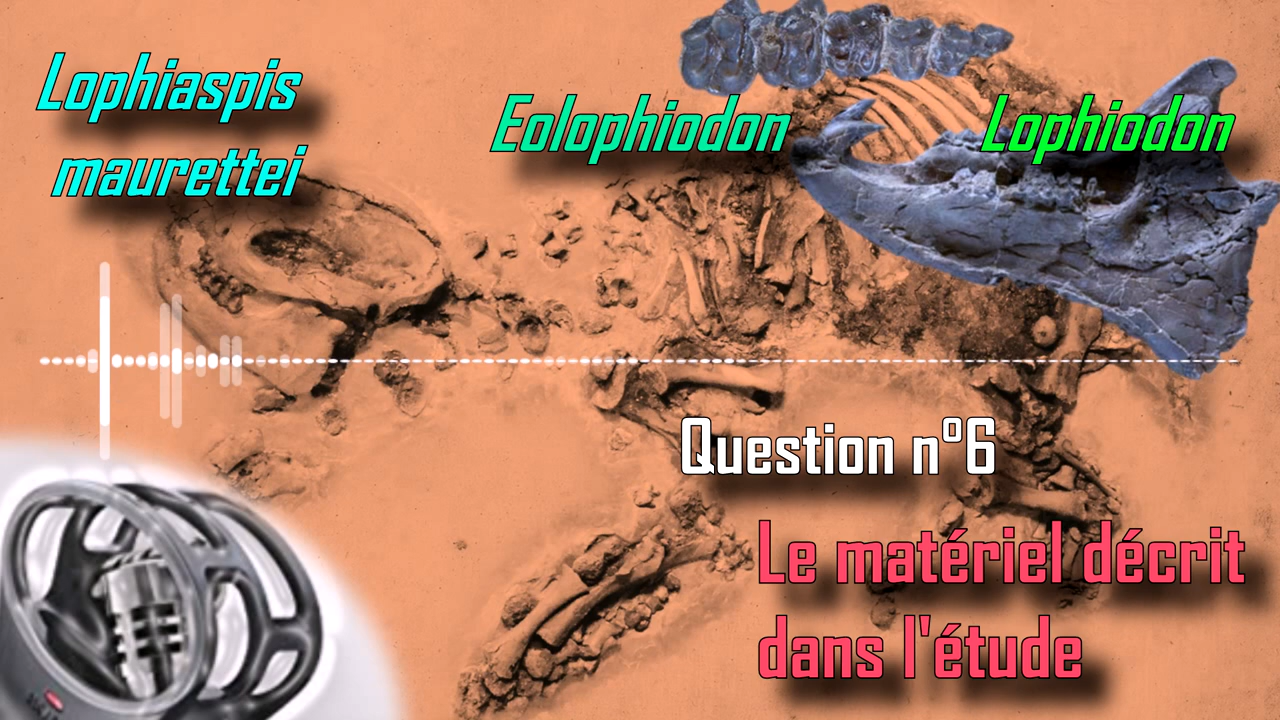 Lophiaspis
maurettei
Eolophiodon
Lophiodon
Question n°6
Le matériel décrit
dans l'étude